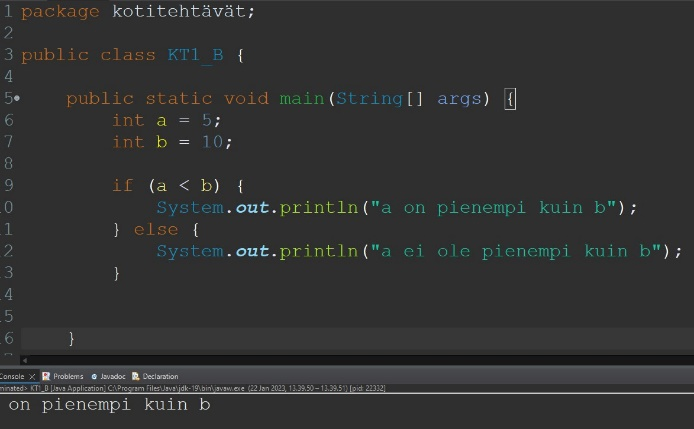 1 package kotitehtävät;
2
3 public class KT1_B {
4
5 public static void main(String[] args) {
6 int a = 5;
7 int b = 10;
8
9 if (a < b) {
0 System.out.println("a on pienempi kuin b");
1 } else {
2 System.out.println("a ei ole pienempi kuin b");
3 }
4
5
6 }
Console Problems Javadoc Declaration
minated> KT1_B [Java Application] C:\Program Files\Java\jdk-19\bin\javaw.exe (22 Jan 2023, 13.39.50 – 13.39.51) [pid: 22332]
on pienempi kuin b